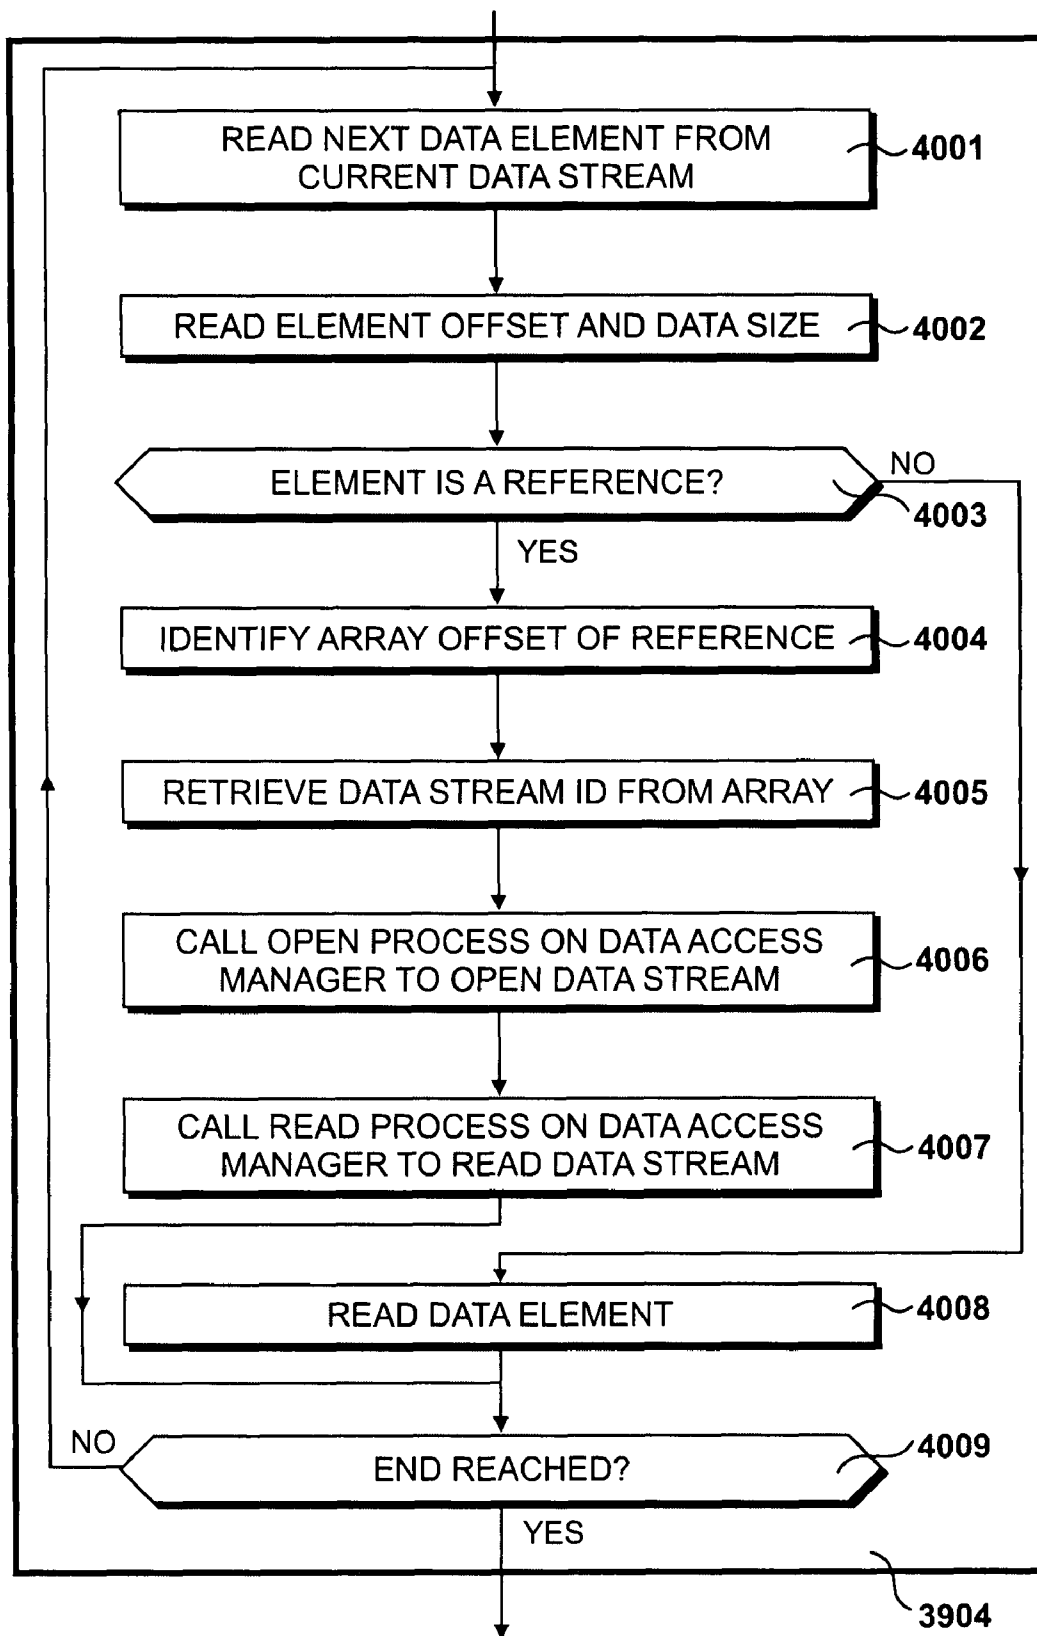 READ NEXT DATA ELEMENT FROM
CURRENT DATA STREAM
4001
READ ELEMENT OFFSET AND DATA SIZE
4002
ELEMENT IS A REFERENCE?
NO
4003
YES
IDENTIFY ARRAY OFFSET OF REFERENCE
4004
RETRIEVE DATA STREAM ID FROM ARRAY
4005
CALL OPEN PROCESS ON DATA ACCESS
MANAGER TO OPEN DATA STREAM
4006
CALL READ PROCESS ON DATA ACCESS
MANAGER TO READ DATA STREAM
4007
READ DATA ELEMENT
4008
NO
END REACHED?
4009
YES
3904